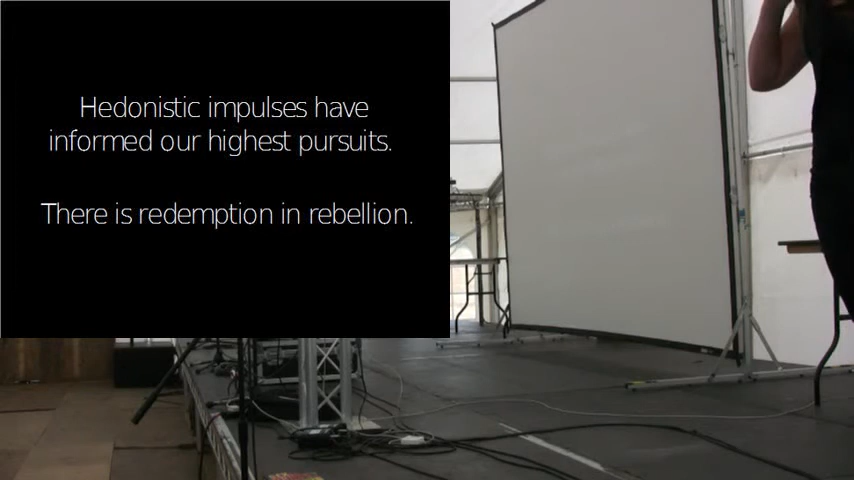 Hedonistic impulses have
informed our highest pursuits.
There is redemption in rebellion.